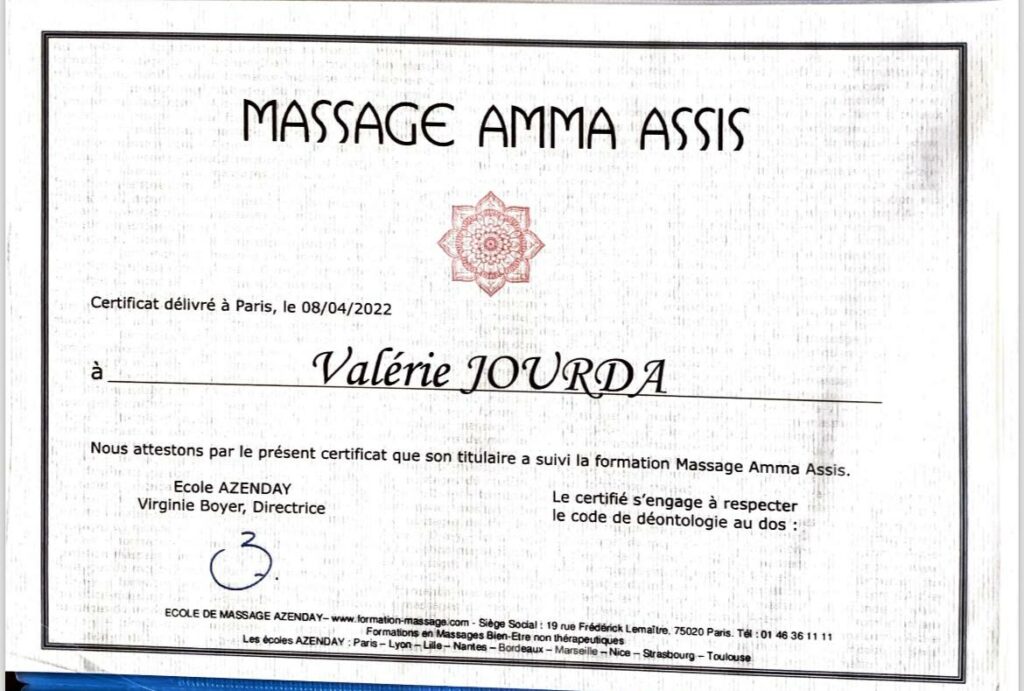 MASSAGE AMMA ASSIS
Certificat délivré à Paris, le 08/04/2022
à Valérie JOURDA
Nous attestons par le présent certificat que son titulaire a suivi la formation Massage Amma Assis.
Ecole AZENDAY
Virginie Boyer, Directrice
Le certifié s'engage à respecter
le code de déontologie au dos :
ECOLE DE MASSAGE AZENDAY– www.formation-massage.com - Siège Social : 19 rue Frédérick Lemaître. 75020 Paris. Tél : 01 46 36 11 11
Formations en Massages Bien-Etre non thérapeutiques
Les écoles AZENDAY : Paris – Lyon – Lille – Nantes – Bordeaux – Marseille – Nice – Strasbourg – Toulouse